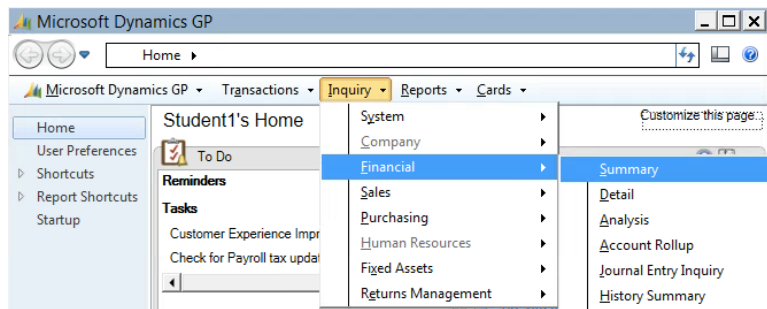 Microsoft Dynamics GP
Home
Microsoft Dynamics GP Transactions Inquiry Reports Cards
Home
User Preferences
Shortcuts
Report Shortcuts
Startup
Student1's Home
Customize this page...
To Do
Reminders
Tasks
Customer Experience Impr
Check for Payroll tax updat
System
Company
Financial
Sales
Purchasing
Human Resources
Fixed Assets
Returns Management
Summary
Detail
Analysis
Account Rollup
Journal Entry Inquiry
History Summary